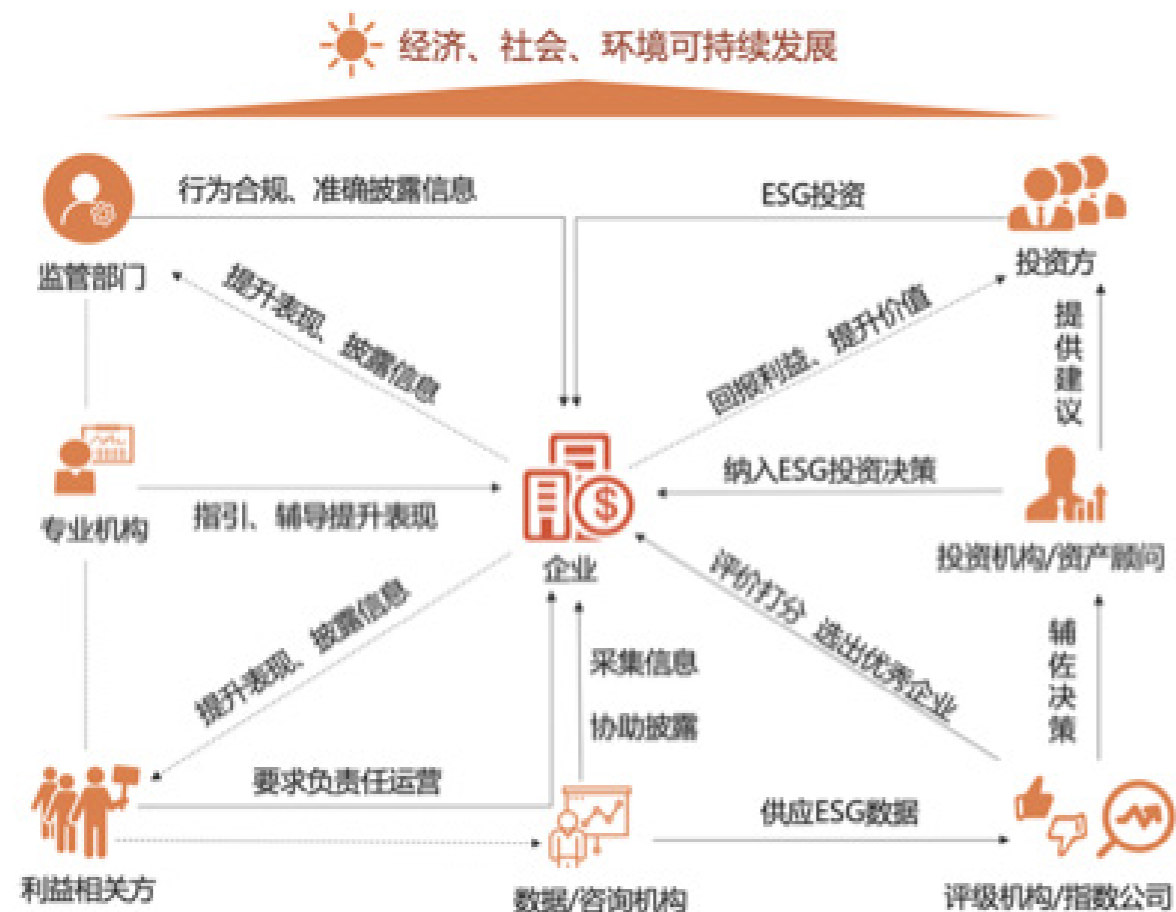 经济、社会、环境可持续发展
行为合规、准确披露信息
ESG投资
监管部门
投资方
提升表现、披露信息
回报利益、提升价值
提供建议
纳入ESG投资决策
指引、辅导提升表现
专业机构
企业
投资机构/资产顾问
提升表现、披露信息
评价打分 选出优秀企业
采集信息
协助披露
辅佐决策
要求负责任运营
供应ESG数据
利益相关方
数据/咨询机构
评级机构/指数公司